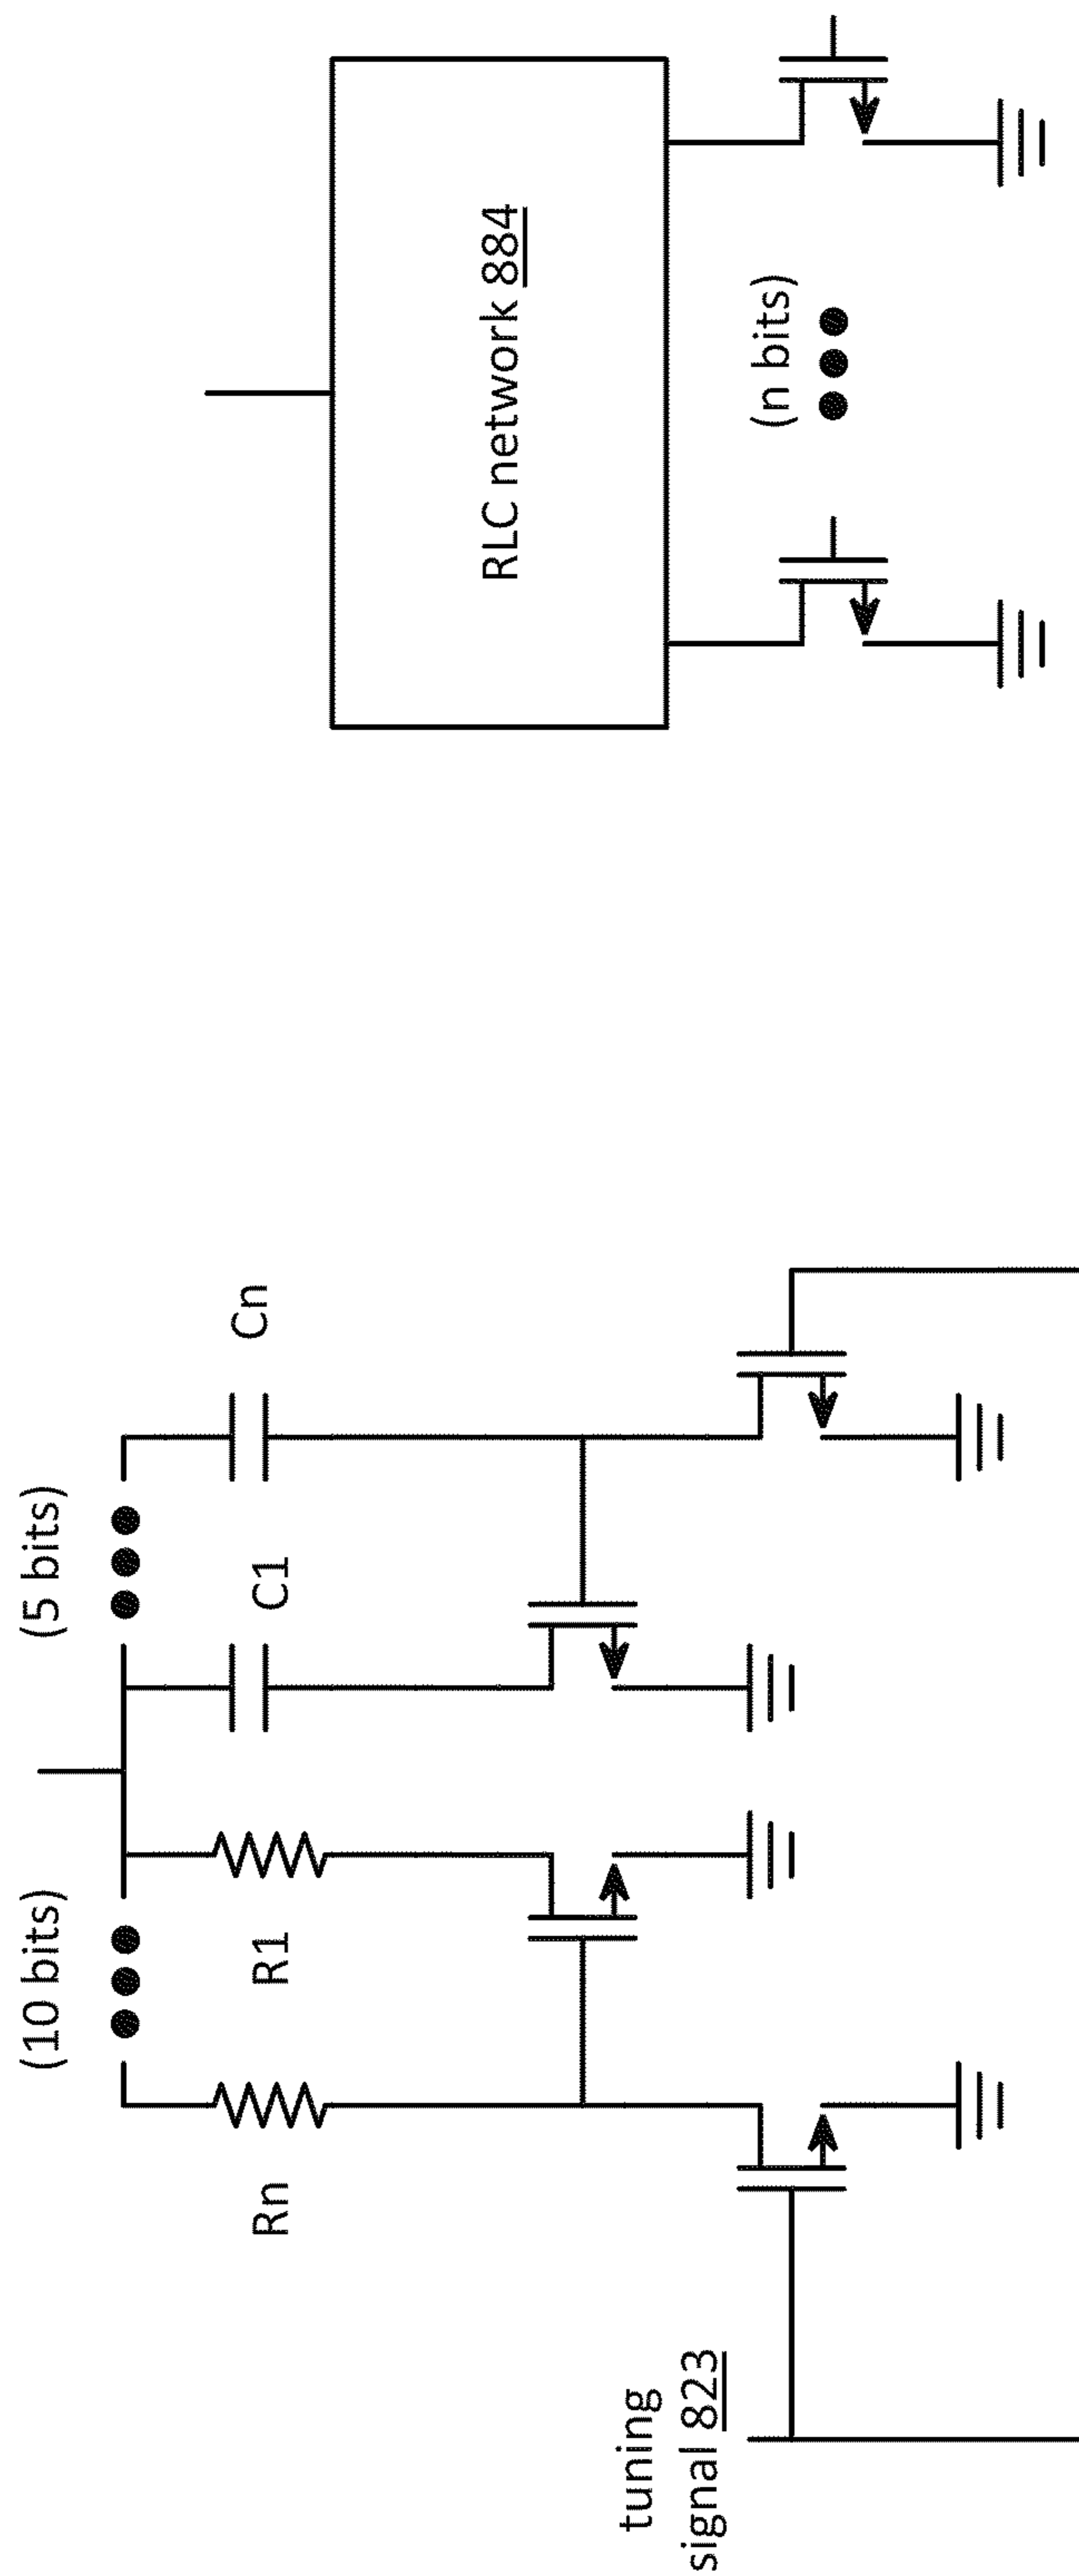 (10 bits)
(5 bits)
Rn
R1
C1
Cn
tuning
signal 823
RLC network 884
(n bits)